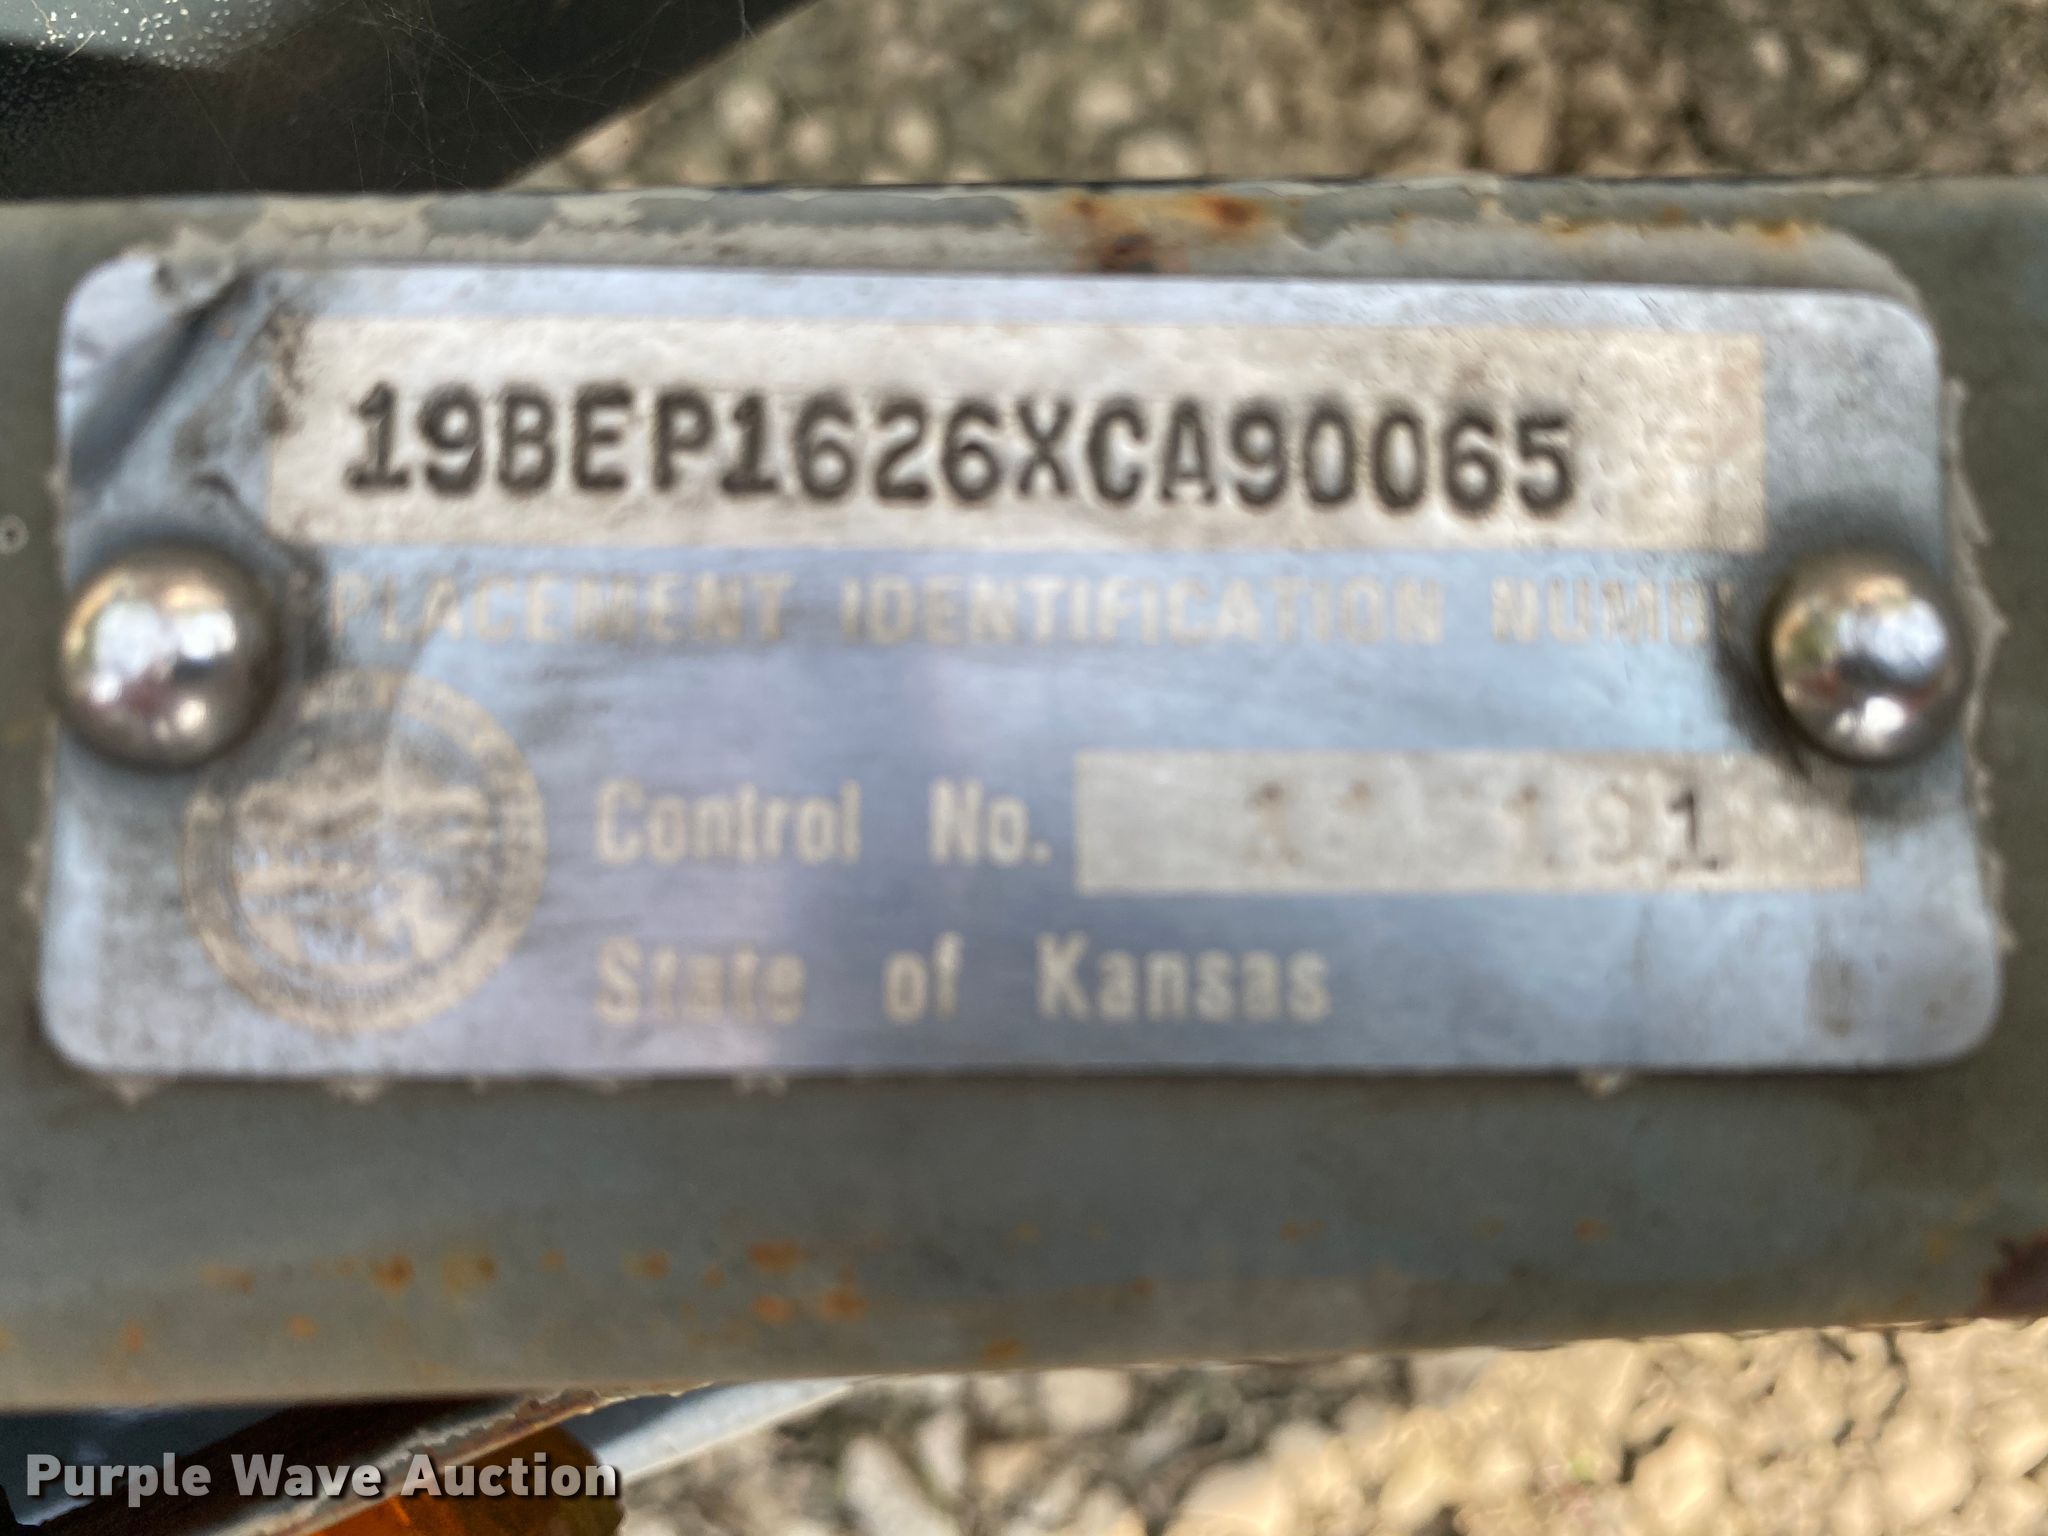 19BEP1626XCA90065
PLACEMENT IDENTIFICATION NUMB
Control No.
State of Kansas
Purple Wave Auction